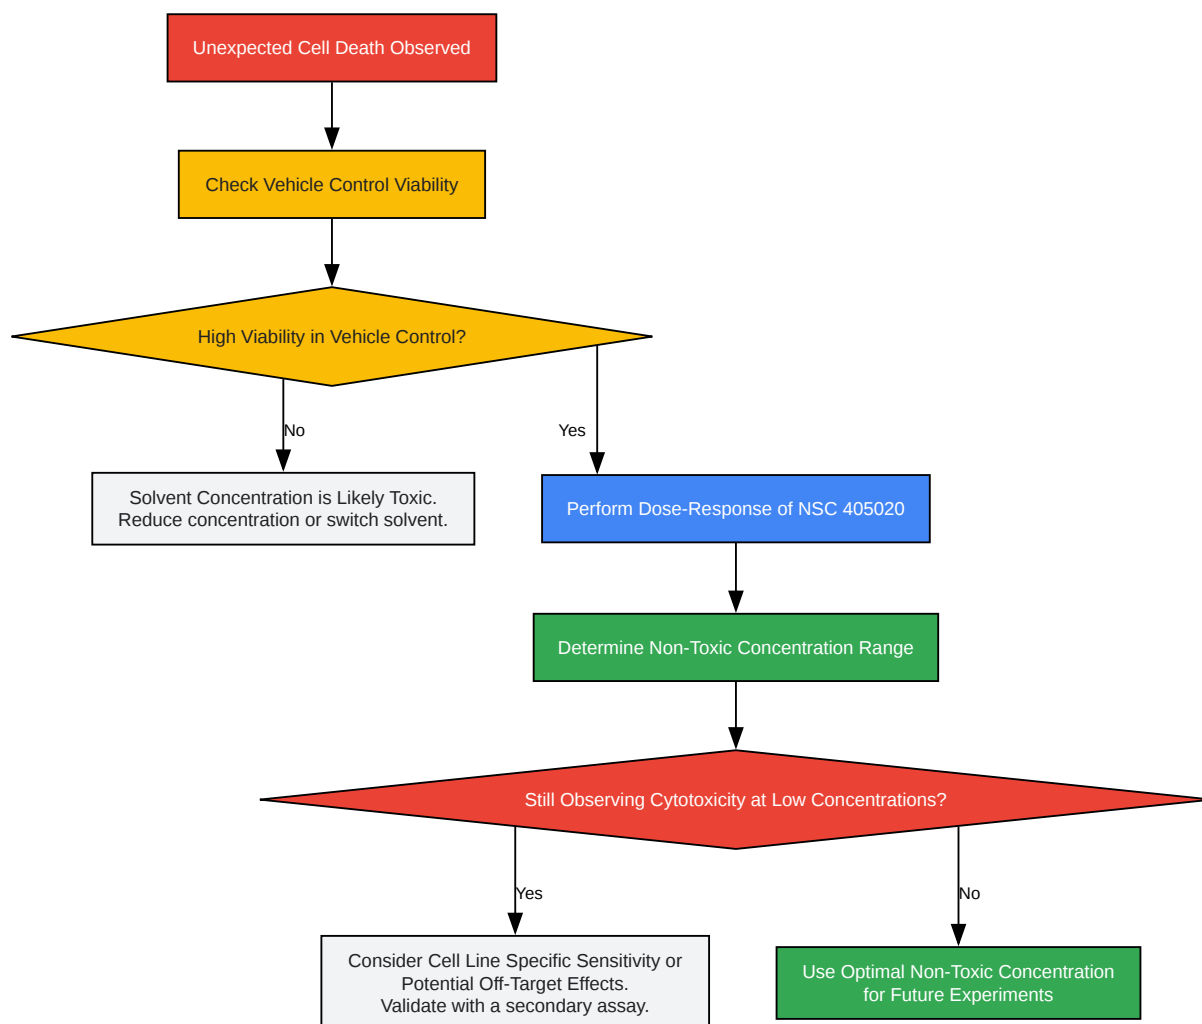 Unexpected Cell Death Observed
Check Vehicle Control Viability
High Viability in Vehicle Control?
No
Yes
Solvent Concentration is Likely Toxic.
Reduce concentration or switch solvent.
Perform Dose-Response of NSC 405020
Determine Non-Toxic Concentration Range
Still Observing Cytotoxicity at Low Concentrations?
Yes
No
Consider Cell Line Specific Sensitivity or
Potential Off-Target Effects.
Validate with a secondary assay.
Use Optimal Non-Toxic Concentration
for Future Experiments